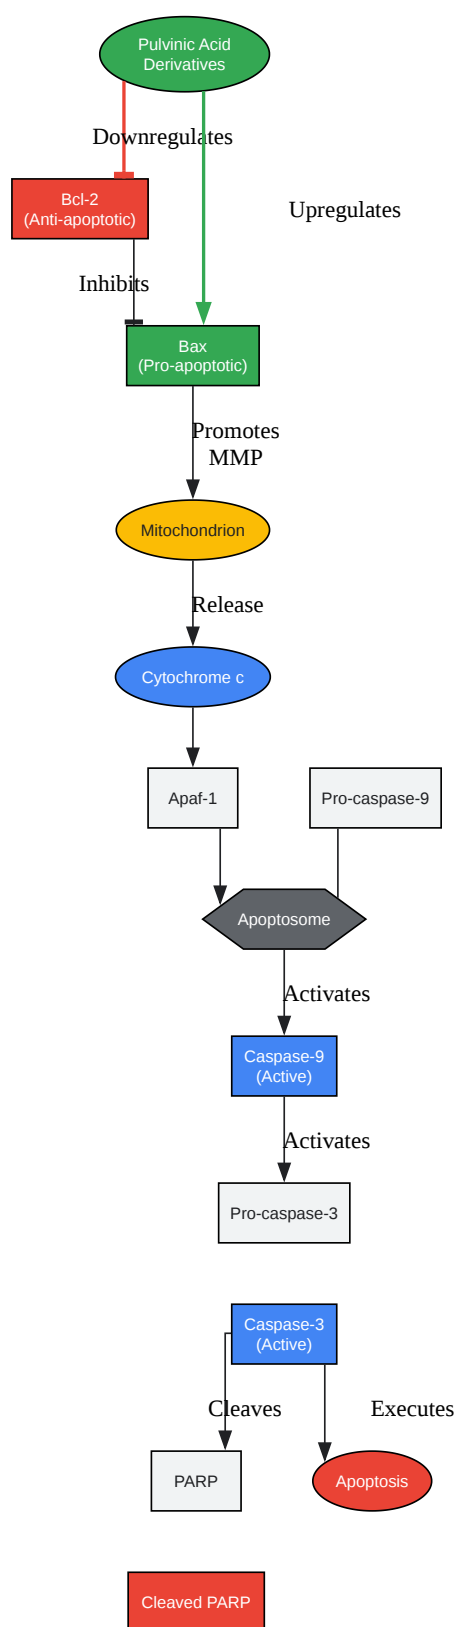 Pulvinic Acid
Derivatives
Downregulates
Bcl-2
(Anti-apoptotic)
Upregulates
Inhibits
Bax
(Pro-apoptotic)
Promotes
MMP
Mitochondrion
Release
Cytochrome c
Apaf-1
Pro-caspase-9
Apoptosome
Activates
Caspase-9
(Active)
Activates
Pro-caspase-3
Caspase-3
(Active)
Cleaves
Executes
PARP
Apoptosis
Cleaved PARP